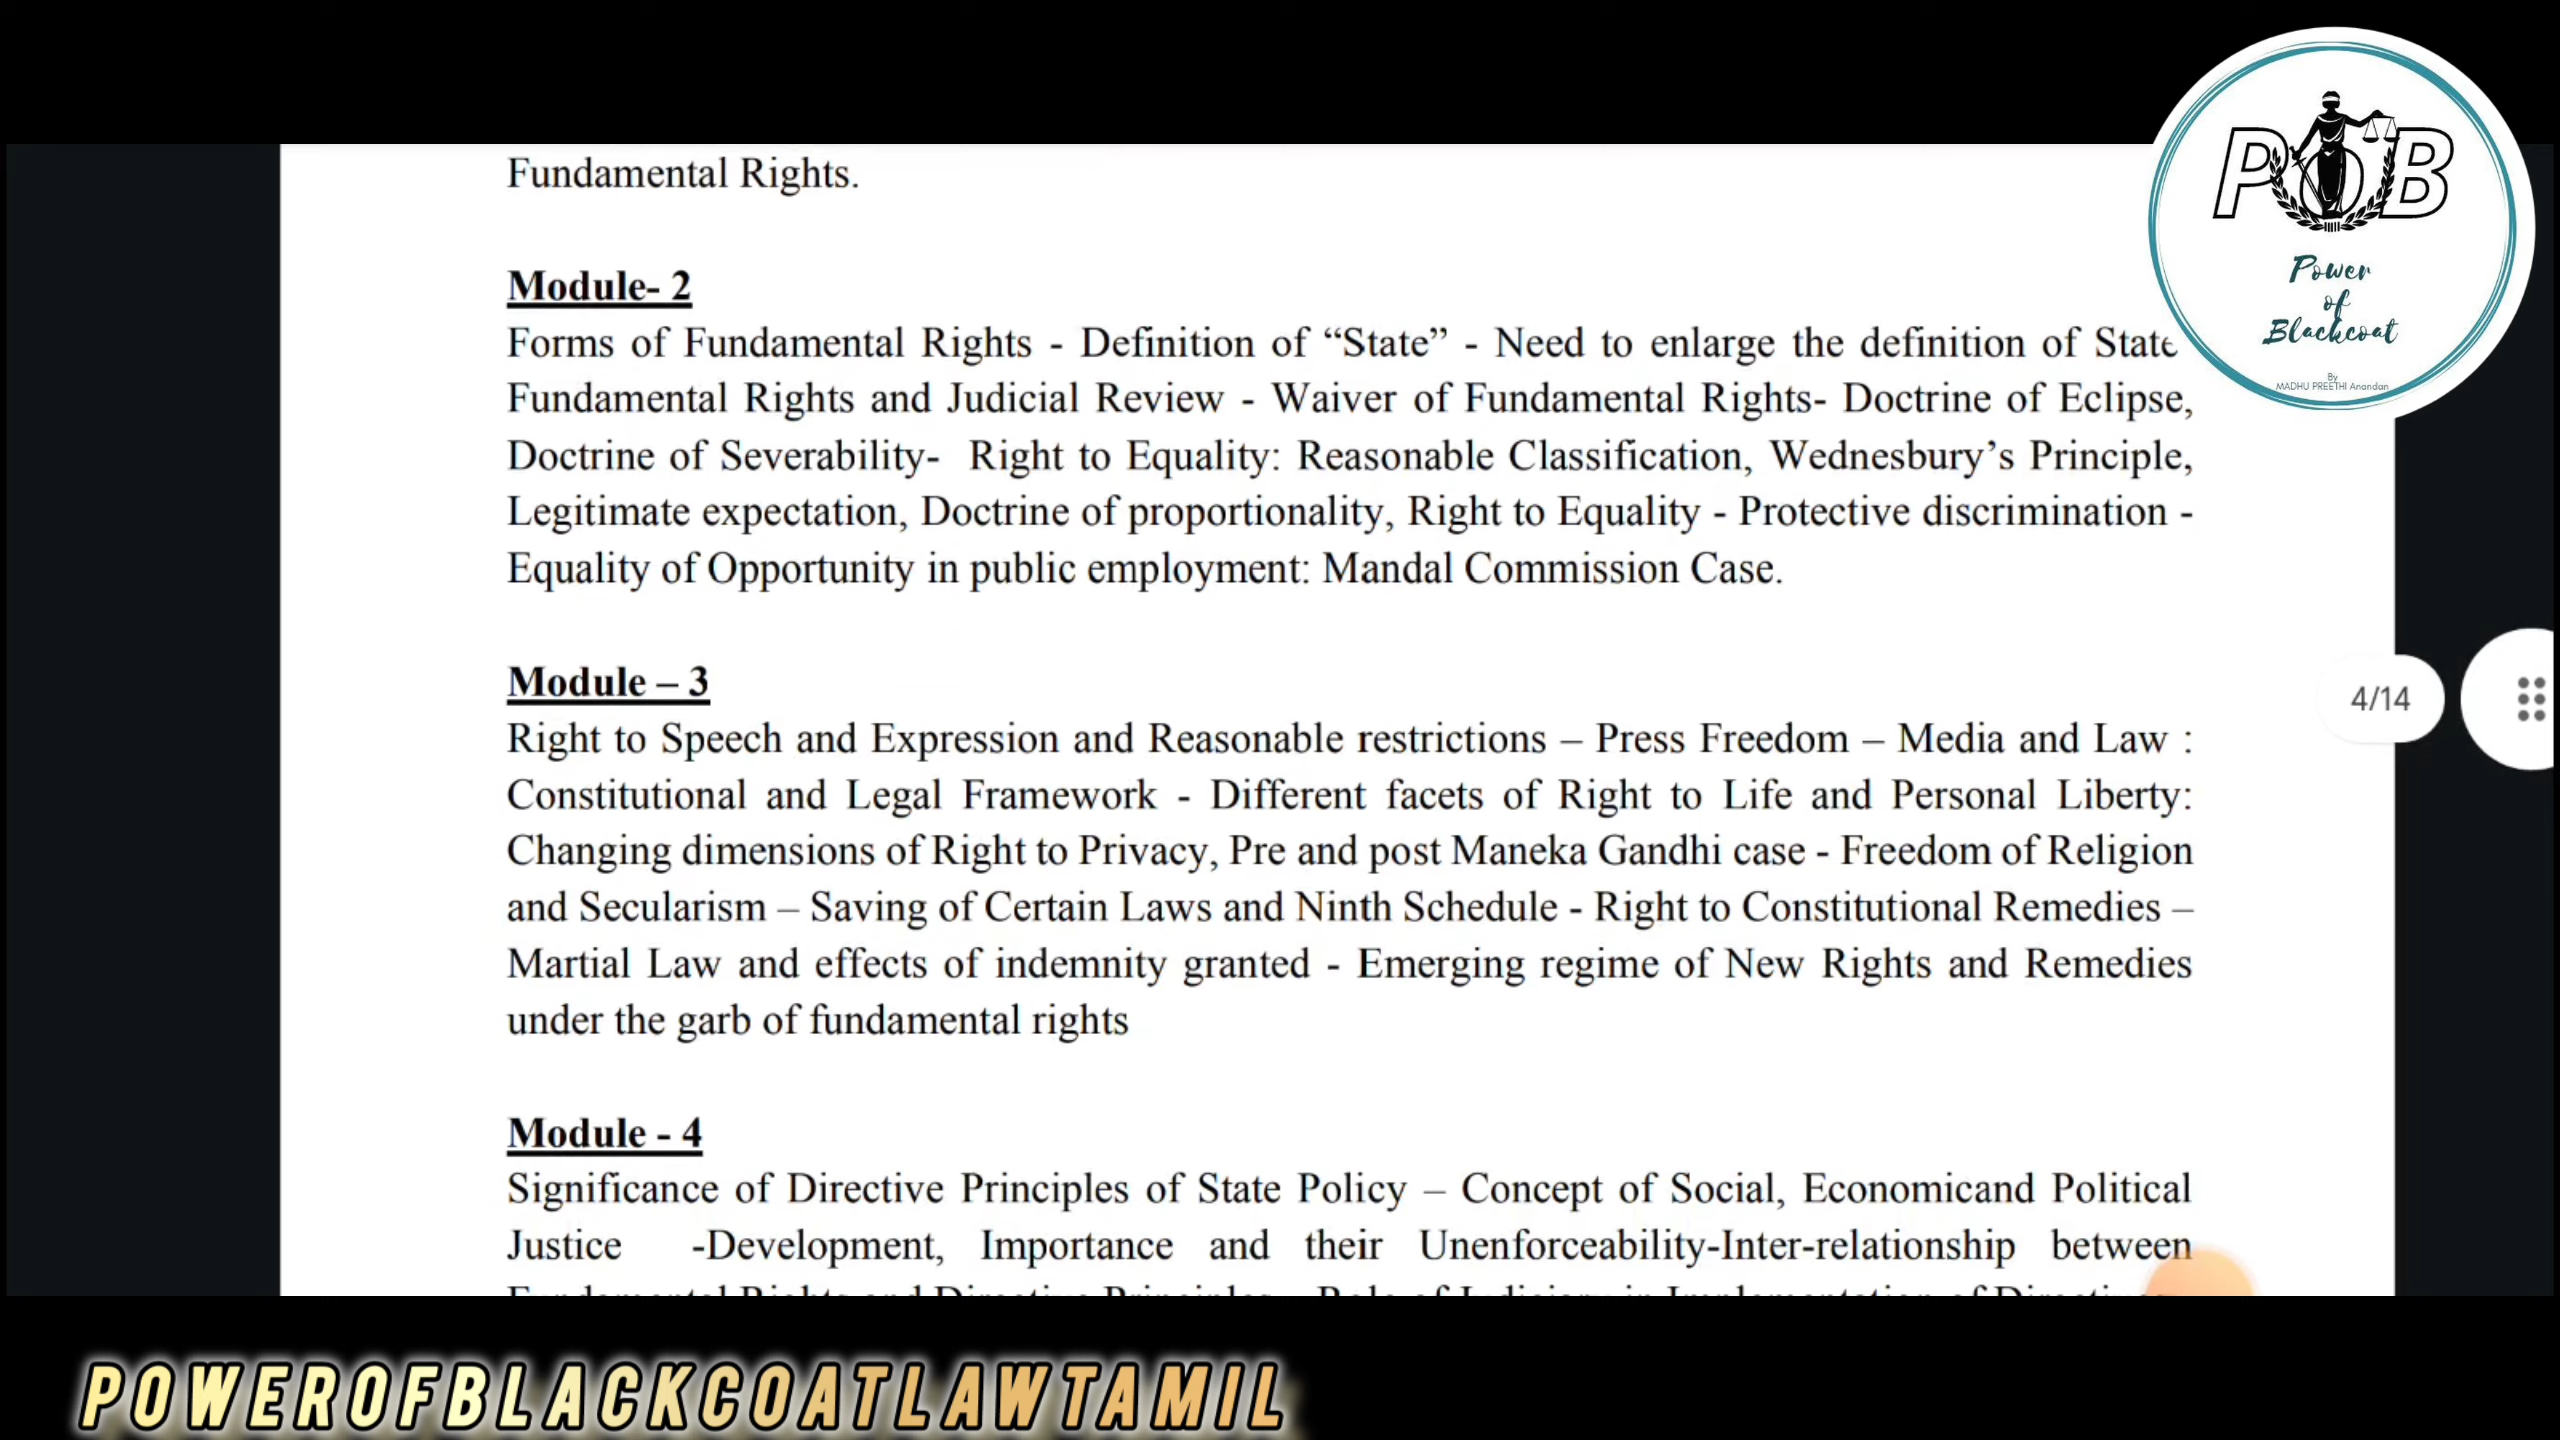 Fundamental Rights.
Module- 2
Forms of Fundamental Rights - Definition of “State” - Need to enlarge the definition of State
Fundamental Rights and Judicial Review - Waiver of Fundamental Rights- Doctrine of Eclipse,
Doctrine of Severability- Right to Equality: Reasonable Classification, Wednesbury’s Principle,
Legitimate expectation, Doctrine of proportionality, Right to Equality - Protective discrimination -
Equality of Opportunity in public employment: Mandal Commission Case.
Module – 3
Right to Speech and Expression and Reasonable restrictions – Press Freedom – Media and Law :
Constitutional and Legal Framework - Different facets of Right to Life and Personal Liberty:
Changing dimensions of Right to Privacy, Pre and post Maneka Gandhi case - Freedom of Religion
and Secularism – Saving of Certain Laws and Ninth Schedule - Right to Constitutional Remedies –
Martial Law and effects of indemnity granted - Emerging regime of New Rights and Remedies
under the garb of fundamental rights
Module - 4
Significance of Directive Principles of State Policy – Concept of Social, Economicand Political
Justice -Development, Importance and their Unenforceability-Inter-relationship between
POB
Power
of
Blackcoat
By
MADHU PREETHI Anandan
4/14
POWEROFBLACKCOATLAWTAMIL